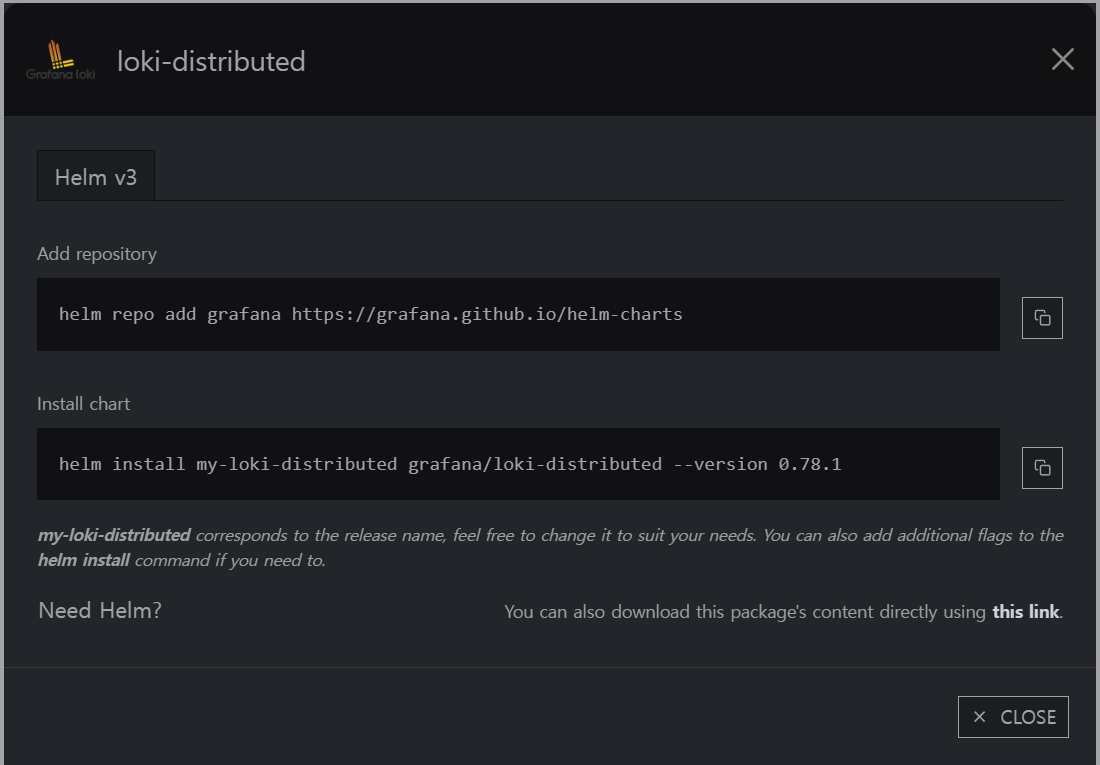 Grafana loki
loki-distributed
Helm v3
Add repository
helm repo add grafana https://grafana.github.io/helm-charts
Install chart
helm install my-loki-distributed grafana/loki-distributed --version 0.78.1
my-loki-distributed corresponds to the release name, feel free to change it to suit your needs. You can also add additional flags to the
helm install command if you need to.
Need Helm?
You can also download this package's content directly using this link.
CLOSE